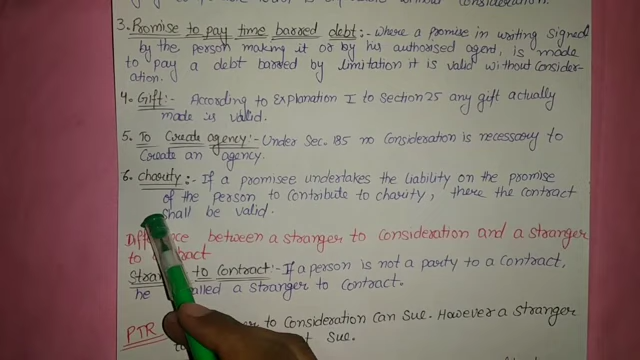 without consideration.
3. Promise to pay time barred debt:- Where a promise in writing signed
by the person making it or by his authorised agent, is made
to pay a debt barred by limitation it is valid without consider-
ation.
4- Gift:- According to Explanation I to Section 25 any gift actually
made is valid.
5. To Create agency:- Under Sec. 185 no Consideration is necessary to
Create an agency.
6. Charity:- If a promisee undertakes the liability on the promise
of the person to contribute to charity, there the contract
shall be valid.
Difference between a stranger to Consideration and a stranger
to Contract
to Contract:- If a person is not a party to a Contract,
he called a stranger to Contract.
PTR to Consideration can Sue. However a Stranger
Sue.